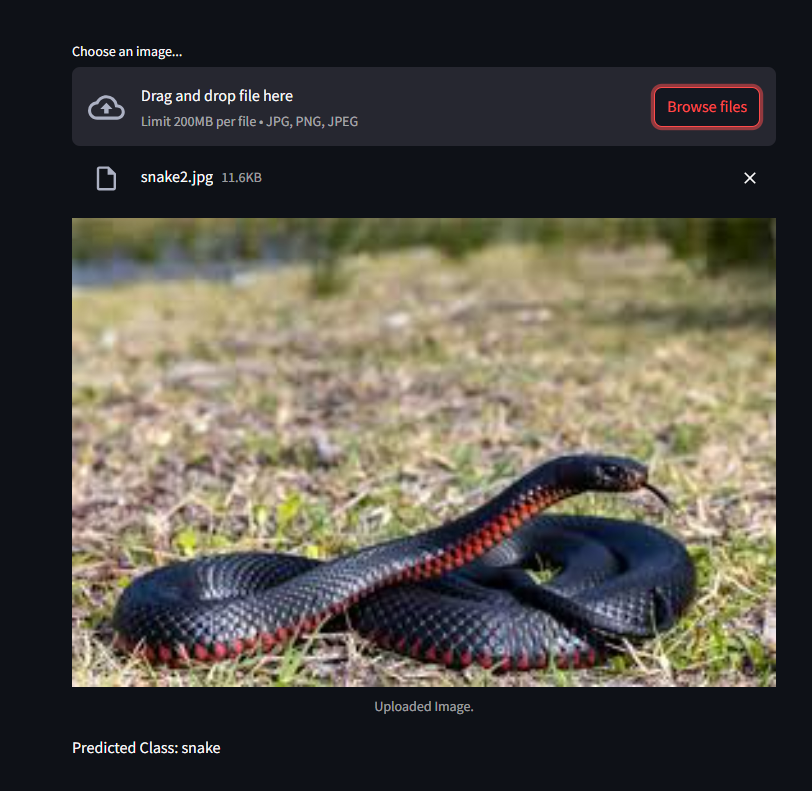 Choose an image...
Drag and drop file here
Limit 200MB per file • JPG, PNG, JPEG
Browse files
snake2.jpg 11.6KB
Uploaded Image.
Predicted Class: snake